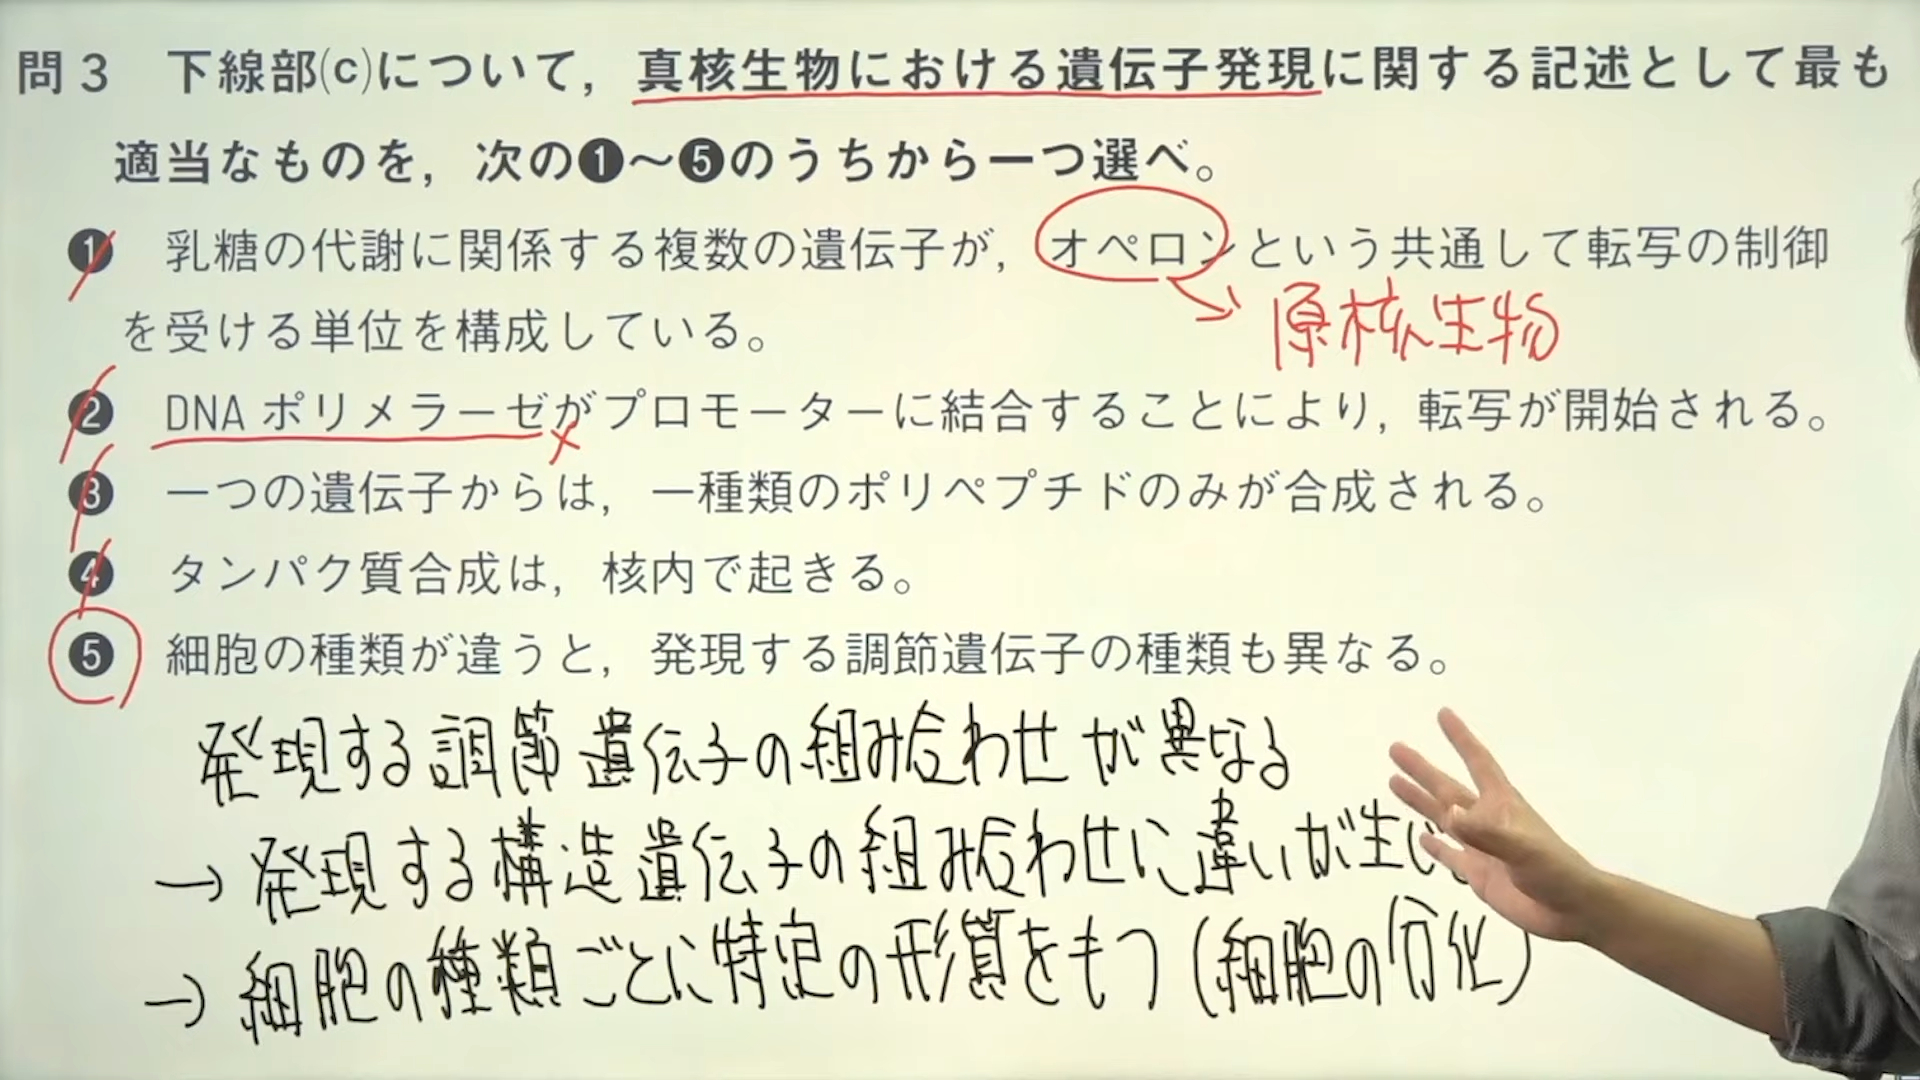 問3 下線部(c)について，真核生物における遺伝子発現に関する記述として最も
適当なものを，次の❶～❺のうちから一つ選べ。
❶ 乳糖の代謝に関係する複数の遺伝子が，オペロンという共通して転写の制御
を受ける単位を構成している。
原核生物
❷ DNA ポリメラーゼがプロモーターに結合することにより，転写が開始される。
❸ 一つの遺伝子からは，一種類のポリペプチドのみが合成される。
❹ タンパク質合成は，核内で起きる。
❺ 細胞の種類が違うと，発現する調節遺伝子の種類も異なる。
発現する調節遺伝子の組み合わせが異なる
→発現する構造遺伝子の組み合わせに違いが生じ
→細胞の種類ごとに特定の形質をもつ(細胞の分化)